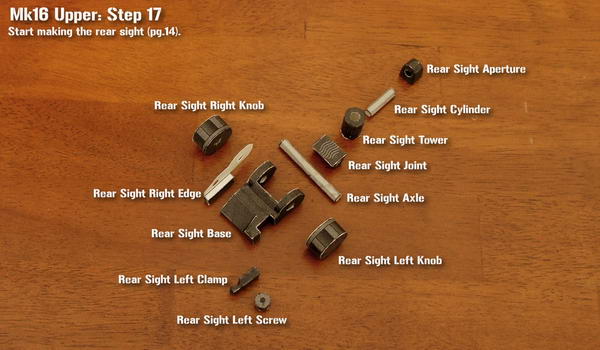 Mk16 Upper: Step 17
Start making the rear sight (pg.14).
Rear Sight Aperture
Rear Sight Right Knob
Rear Sight Cylinder
Rear Sight Tower
Rear Sight Joint
Rear Sight Right Edge
Rear Sight Axle
Rear Sight Base
Rear Sight Left Knob
Rear Sight Left Clamp
Rear Sight Left Screw